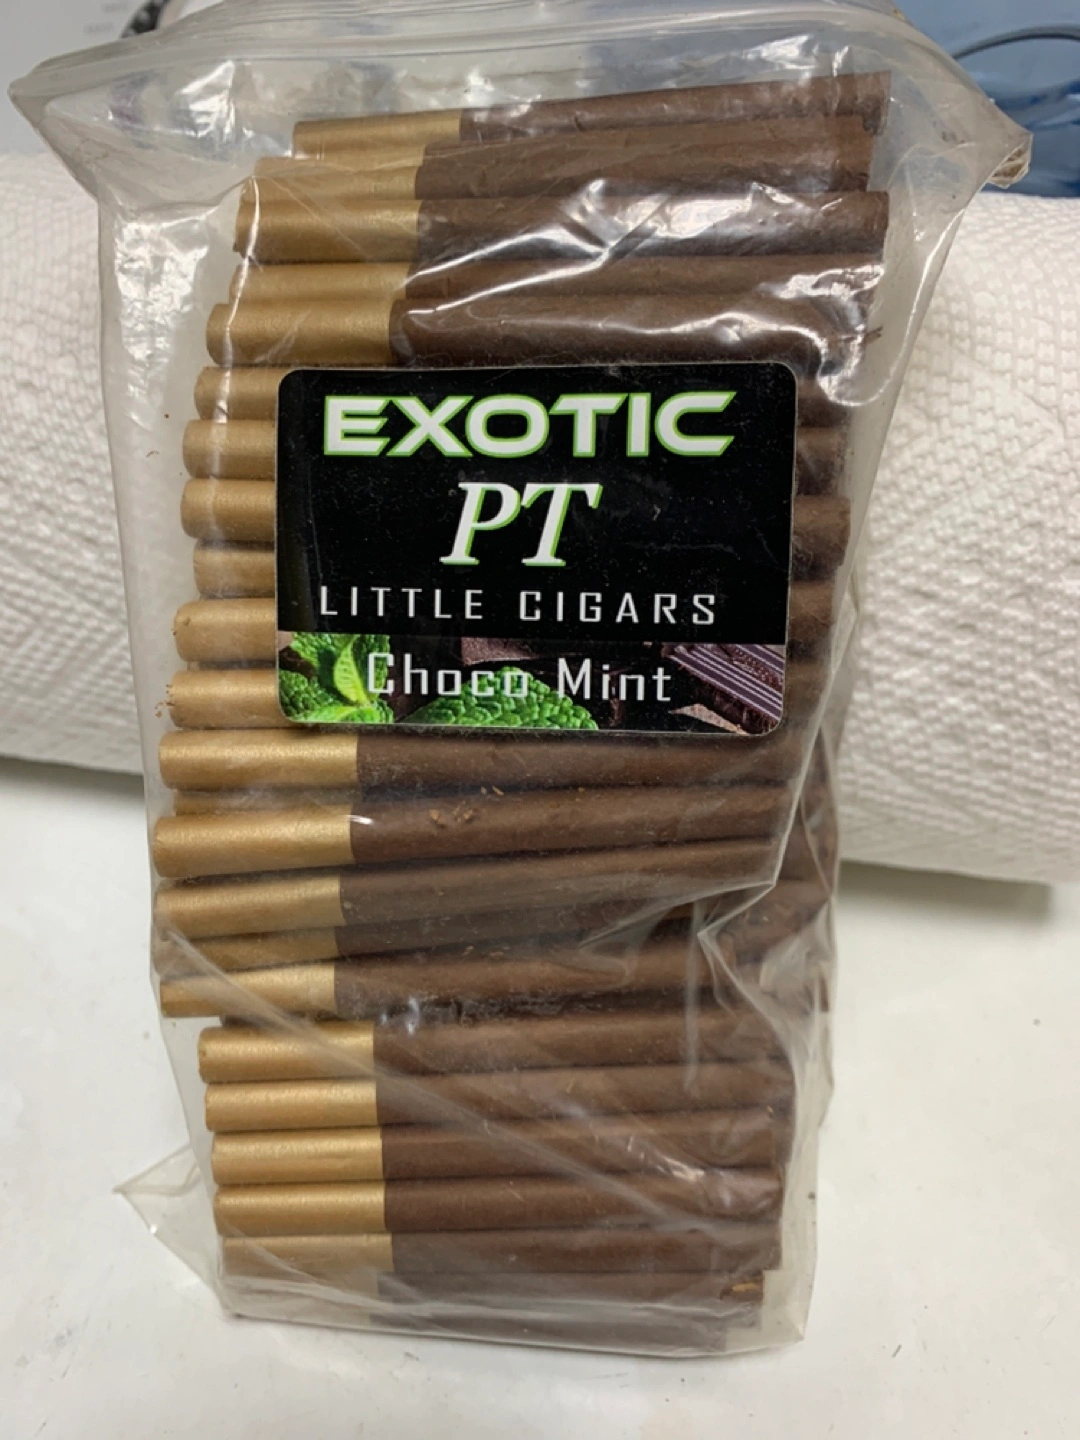 EXOTIC
PT
LITTLE CIGARS
Choco Mint